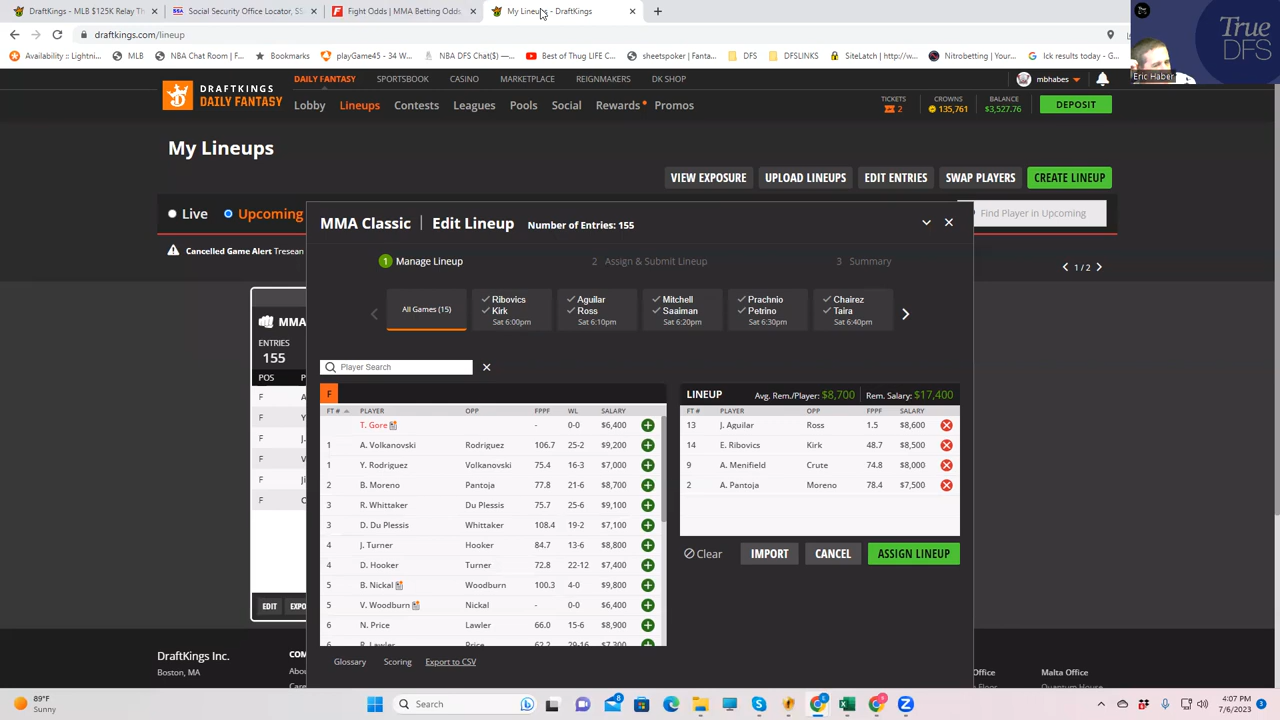 DraftKings - MLB $125K Relay Th
Social Security Office Locator, SS
Fight Odds | MMA Betting Odds
My Lineups - DraftKings
draftkings.com/lineup
Availability :: Lightni...
MLB
NBA Chat Room | F...
Bookmarks
playGame45 - 34 W...
NBA DFS Chat($) —...
Best of Thug LIFE C...
sheetspoker | Fanta...
DFS
DFSLINKS
SiteLatch | http://w...
Nitrobetting | Your...
Ick results today - G...
True
DFS
Eric Haber
DRAFTKINGS
DAILY FANTASY
DAILY FANTASY SPORTSBOOK CASINO MARKETPLACE REIGNMAKERS DK SHOP
mbhabes
Lobby Lineups Contests Leagues Pools Social Rewards Promos
TICKETS
2
CROWNS
135,761
BALANCE
$3,527.76
DEPOSIT
My Lineups
VIEW EXPOSURE UPLOAD LINEUPS EDIT ENTRIES SWAP PLAYERS CREATE LINEUP
Live Upcoming
Find Player in Upcoming
Cancelled Game Alert Tresean
1 / 2
MMA
ENTRIES
155
POS
F
F
F
F
F
F
EDIT
MMA Classic | Edit Lineup Number of Entries: 155
1 Manage Lineup 2 Assign & Submit Lineup 3 Summary
All Games (15)
Ribovics
Kirk
Sat 6:00pm
Aguilar
Ross
Sat 6:10pm
Mitchell
Saaiman
Sat 6:20pm
Prachnio
Petrino
Sat 6:30pm
Chairez
Taira
Sat 6:40pm
Player Search
F
FT # PLAYER OPP FPPF WL SALARY
T. Gore - 0-0 $6,400
1 A. Volkanovski Rodriguez 106.7 25-2 $9,200
1 Y. Rodriguez Volkanovski 75.4 16-3 $7,000
2 B. Moreno Pantoja 77.8 21-6 $8,700
3 R. Whittaker Du Plessis 75.7 25-6 $9,100
3 D. Du Plessis Whittaker 108.4 19-2 $7,100
4 J. Turner Hooker 84.7 13-6 $8,800
4 D. Hooker Turner 72.8 22-12 $7,400
5 B. Nickal Woodburn 100.3 4-0 $9,800
5 V. Woodburn Nickal - 0-0 $6,400
6 N. Price Lawler 66.0 15-6 $8,900
6 R. Lawler Price 62.2 29-16 $7,300
LINEUP Avg. Rem./Player: $8,700 Rem. Salary: $17,400
FT # PLAYER OPP FPPF SALARY
13 J. Aguilar Ross 1.5 $8,600
14 E. Ribovics Kirk 48.7 $8,500
9 A. Menifield Crute 74.8 $8,000
2 A. Pantoja Moreno 78.4 $7,500
Clear IMPORT CANCEL ASSIGN LINEUP
Glossary Scoring Export to CSV
DraftKings Inc.
Boston, MA
Malta Office
89°F
Sunny
Search
8
4:07 PM
7/6/2023
3